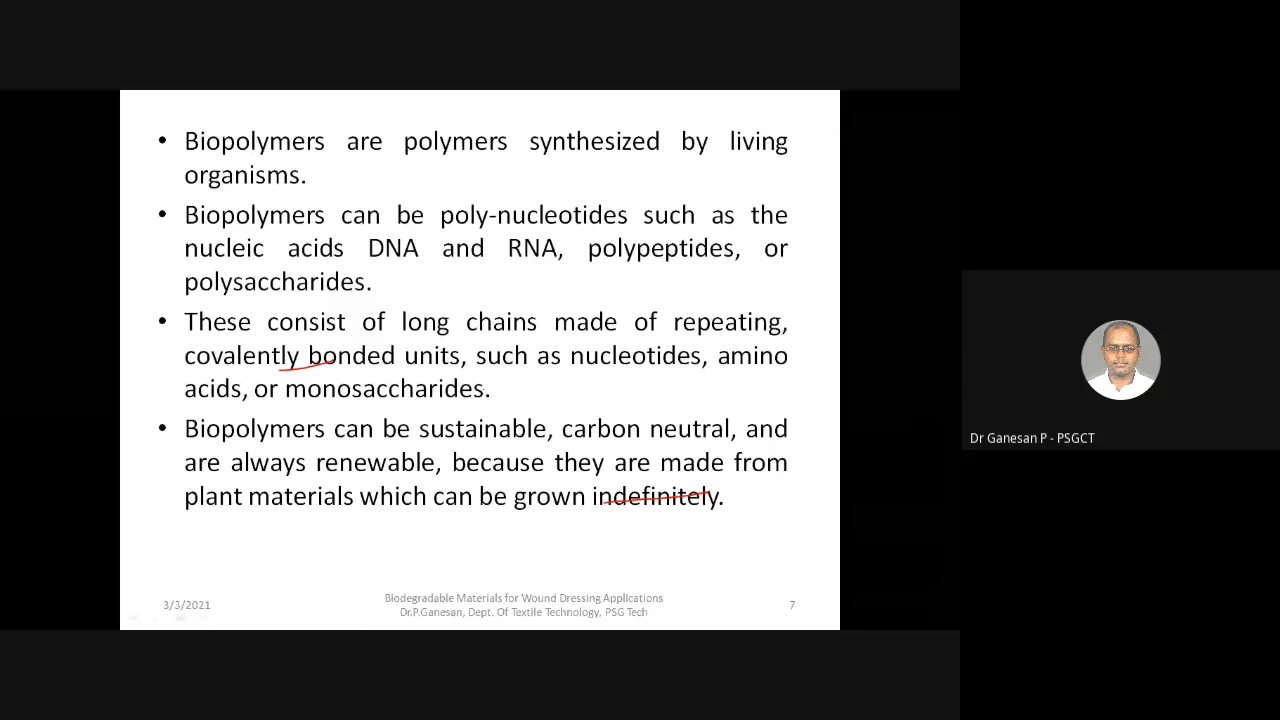 • Biopolymers are polymers synthesized by living
organisms.
• Biopolymers can be poly-nucleotides such as the
nucleic acids DNA and RNA, polypeptides, or
polysaccharides.
• These consist of long chains made of repeating,
covalently bonded units, such as nucleotides, amino
acids, or monosaccharides.
• Biopolymers can be sustainable, carbon neutral, and
are always renewable, because they are made from
plant materials which can be grown indefinitely.
3/3/2021
Biodegradable Materials for Wound Dressing Applications
Dr.P.Ganesan, Dept. Of Textile Technology, PSG Tech
7
Dr Ganesan P - PSGCT